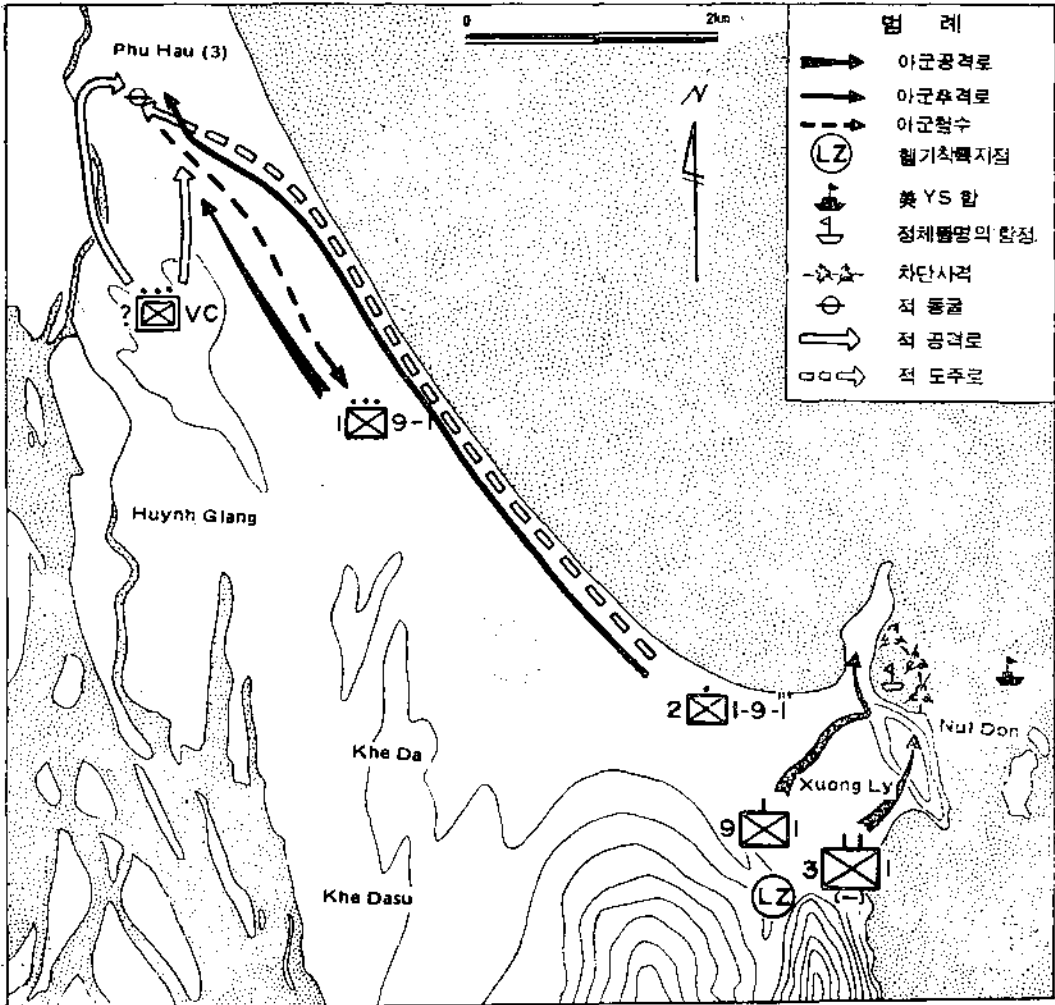 0 2km
범 례
아군공격로
아군추격로
아군철수
LZ 헬기착륙지점
美 YS 함
정체불명의 함정
차단사격
적 동굴
적 공격로
적 도주로
Phu Hau (3)
N
? VC
1 9-1
Huynh Giang
2 1-9-1
Nui Don
Khe Da
Xuong Ly
9 1
3 1
(-)
LZ
Khe Dasu